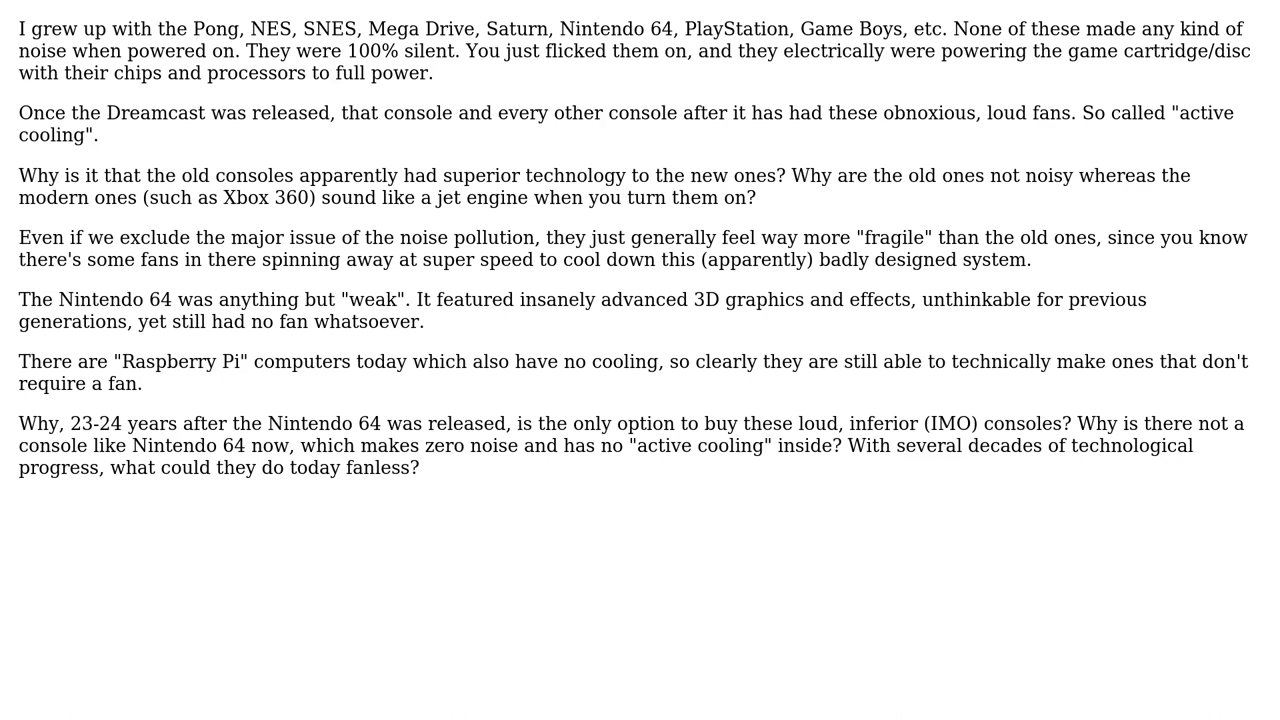 I grew up with the Pong, NES, SNES, Mega Drive, Saturn, Nintendo 64, PlayStation, Game Boys, etc. None of these made any kind of
noise when powered on. They were 100% silent. You just flicked them on, and they electrically were powering the game cartridge/disc
with their chips and processors to full power.
Once the Dreamcast was released, that console and every other console after it has had these obnoxious, loud fans. So called "active
cooling".
Why is it that the old consoles apparently had superior technology to the new ones? Why are the old ones not noisy whereas the
modern ones (such as Xbox 360) sound like a jet engine when you turn them on?
Even if we exclude the major issue of the noise pollution, they just generally feel way more "fragile" than the old ones, since you know
there's some fans in there spinning away at super speed to cool down this (apparently) badly designed system.
The Nintendo 64 was anything but "weak". It featured insanely advanced 3D graphics and effects, unthinkable for previous
generations, yet still had no fan whatsoever.
There are "Raspberry Pi" computers today which also have no cooling, so clearly they are still able to technically make ones that don't
require a fan.
Why, 23-24 years after the Nintendo 64 was released, is the only option to buy these loud, inferior (IMO) consoles? Why is there not a
console like Nintendo 64 now, which makes zero noise and has no "active cooling" inside? With several decades of technological
progress, what could they do today fanless?